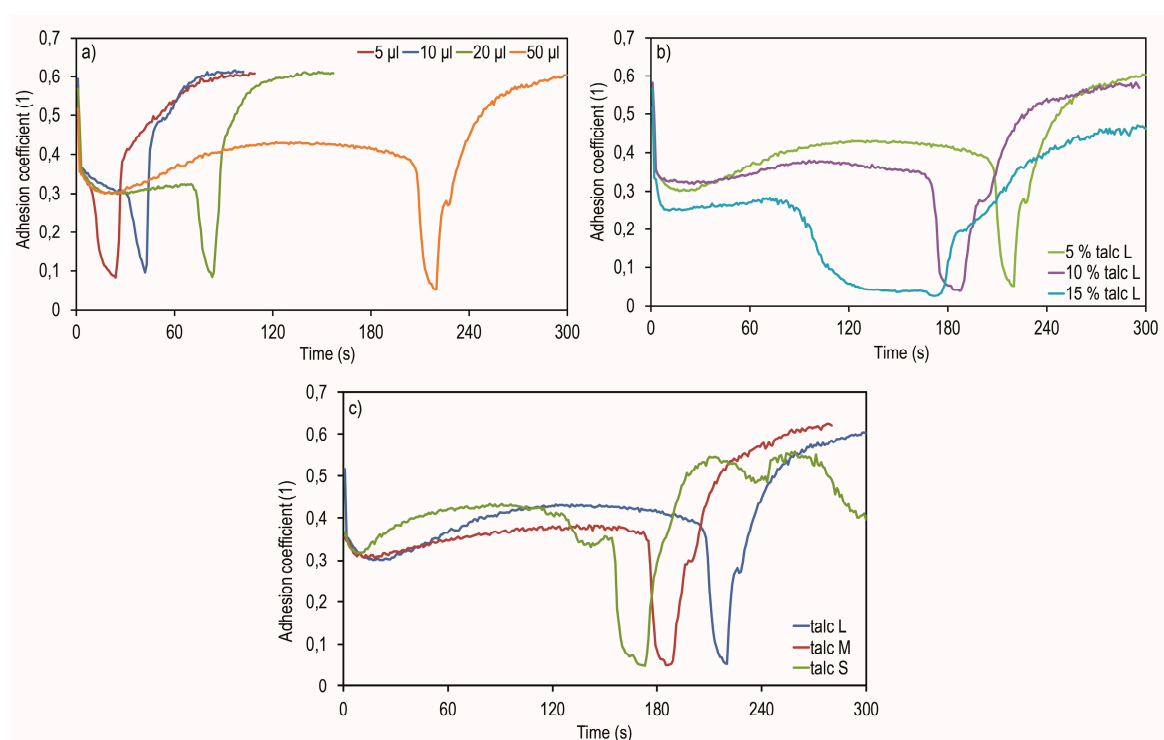 a)
5 µl 10 µl 20 µl 50 µl
0,7
0,6
0,5
0,4
0,3
0,2
0,1
0
Adhesion coefficient (1)
0 60 120 180 240 300
Time (s)
b)
0,7
0,6
0,5
0,4
0,3
0,2
0,1
0
Adhesion coefficient (1)
5 % talc L
10 % talc L
15 % talc L
0 60 120 180 240 300
Time (s)
c)
0,7
0,6
0,5
0,4
0,3
0,2
0,1
0
Adhesion coefficient (1)
talc L
talc M
talc S
0 60 120 180 240 300
Time (s)